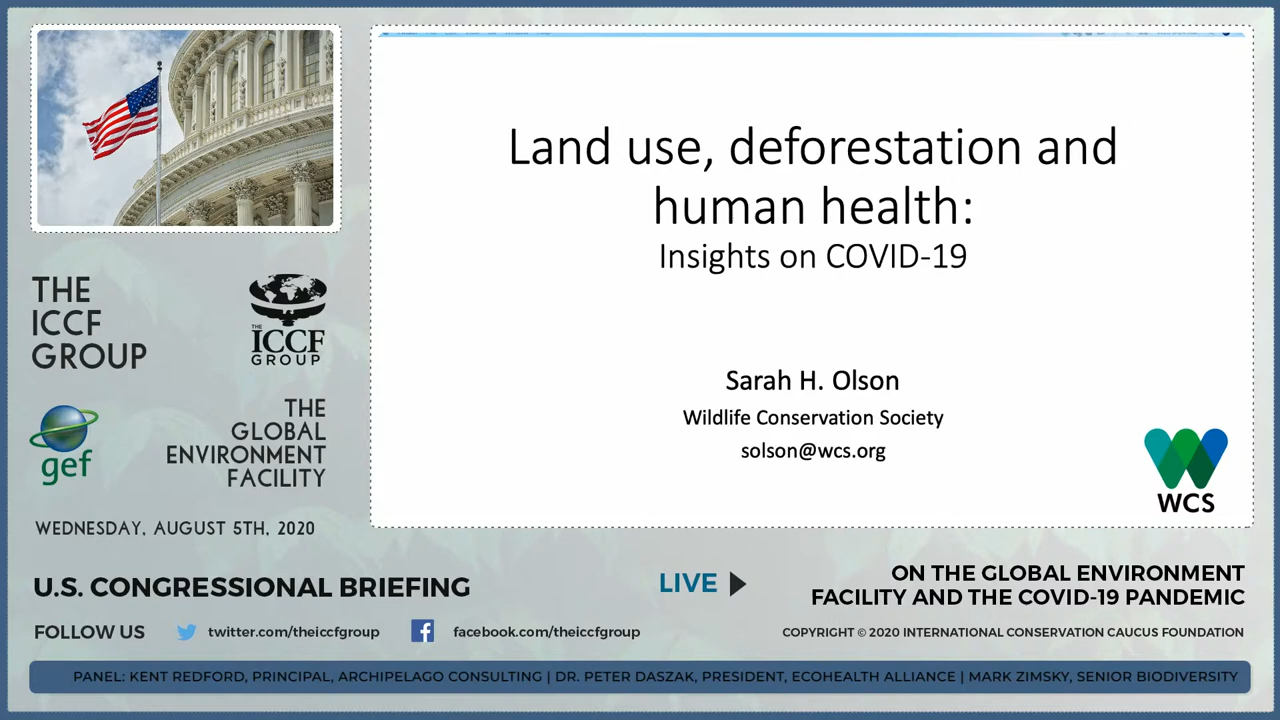 Land use, deforestation and
human health:
Insights on COVID-19
Sarah H. Olson
Wildlife Conservation Society
solson@wcs.org
WCS
THE
ICCF
GROUP
THE
ICCF
GROUP
gef
THE
GLOBAL
ENVIRONMENT
FACILITY
WEDNESDAY, AUGUST 5TH, 2020
U.S. CONGRESSIONAL BRIEFING
LIVE
ON THE GLOBAL ENVIRONMENT
FACILITY AND THE COVID-19 PANDEMIC
FOLLOW US
twitter.com/theiccfgroup
facebook.com/theiccfgroup
COPYRIGHT © 2020 INTERNATIONAL CONSERVATION CAUCUS FOUNDATION
PANEL: KENT REDFORD, PRINCIPAL, ARCHIPELAGO CONSULTING | DR. PETER DASZAK, PRESIDENT, ECOHEALTH ALLIANCE | MARK ZIMSKY, SENIOR BIODIVERSITY